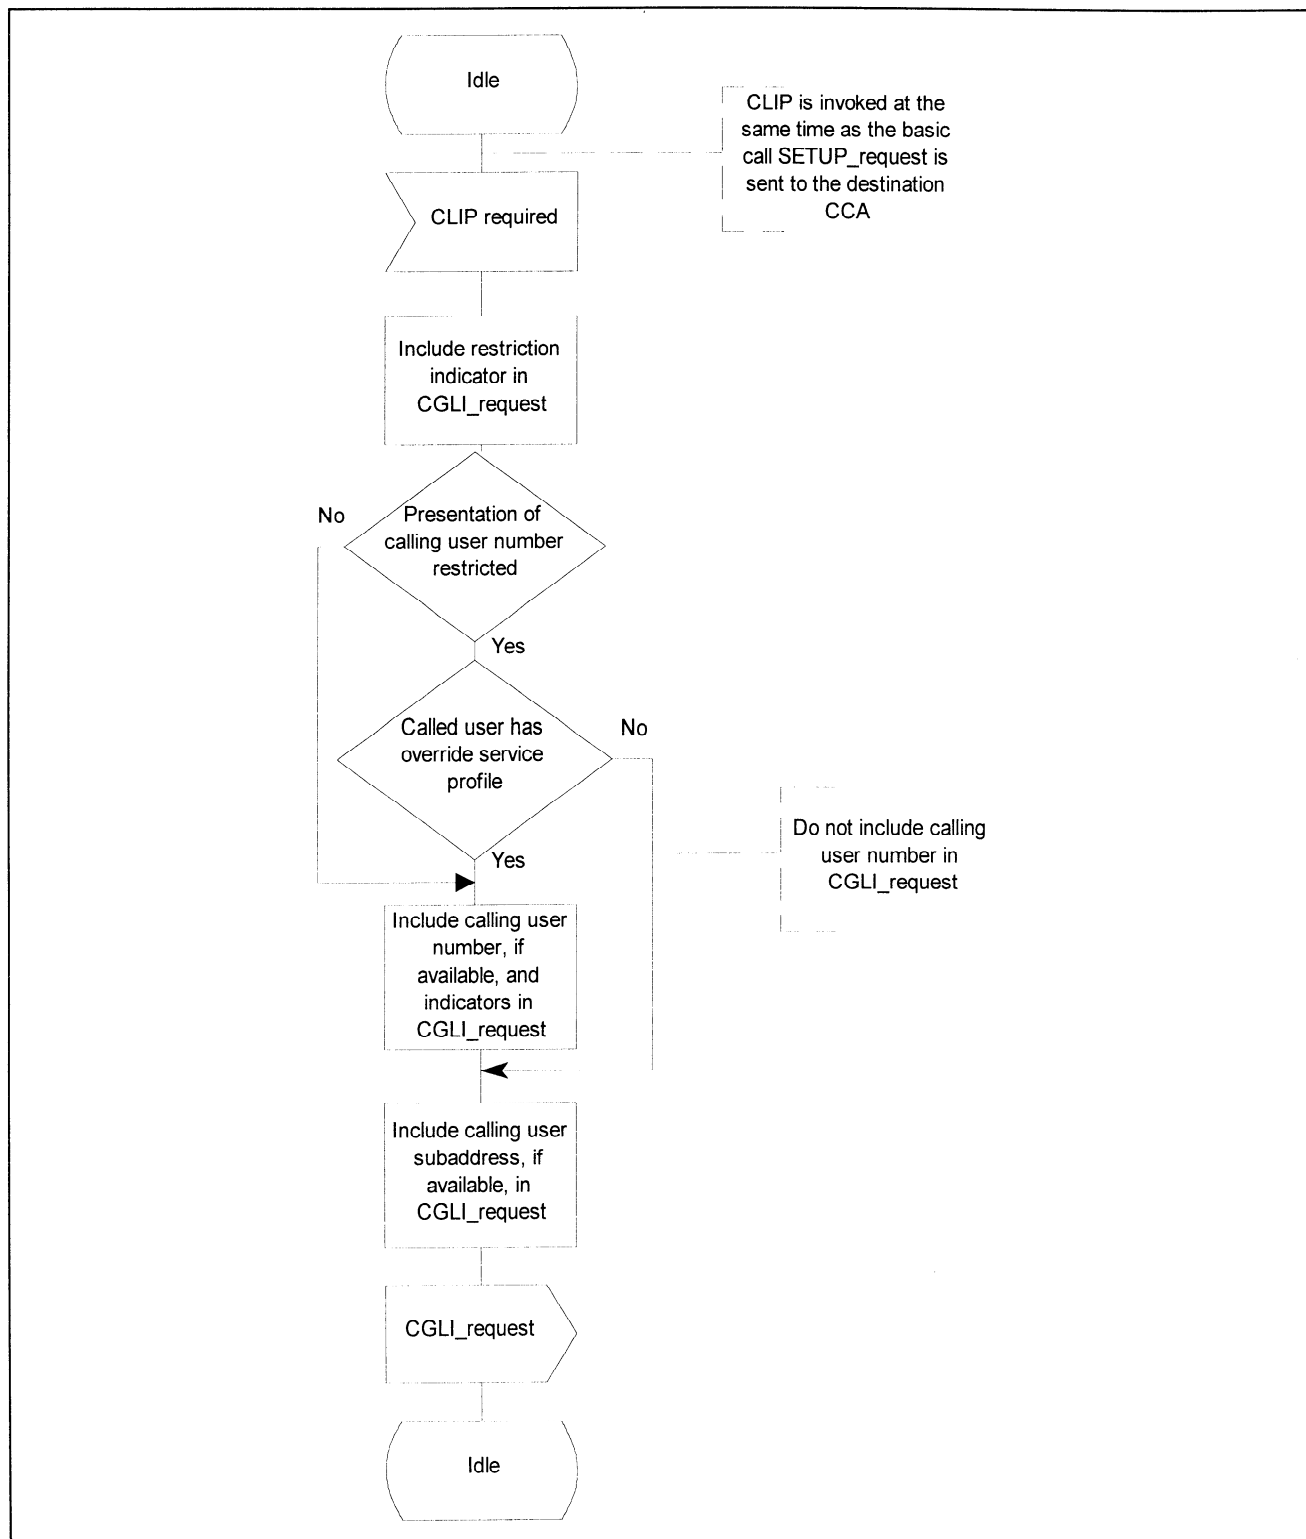 Idle
CLIP is invoked at the
same time as the basic
call SETUP_request is
sent to the destination
CCA
CLIP required
Include restriction
indicator in
CGLI_request
No
Presentation of
calling user number
restricted
Yes
Called user has
override service
profile
No
Yes
Do not include calling
user number in
CGLI_request
Include calling user
number, if
available, and
indicators in
CGLI_request
Include calling user
subaddress, if
available, in
CGLI_request
CGLI_request
Idle